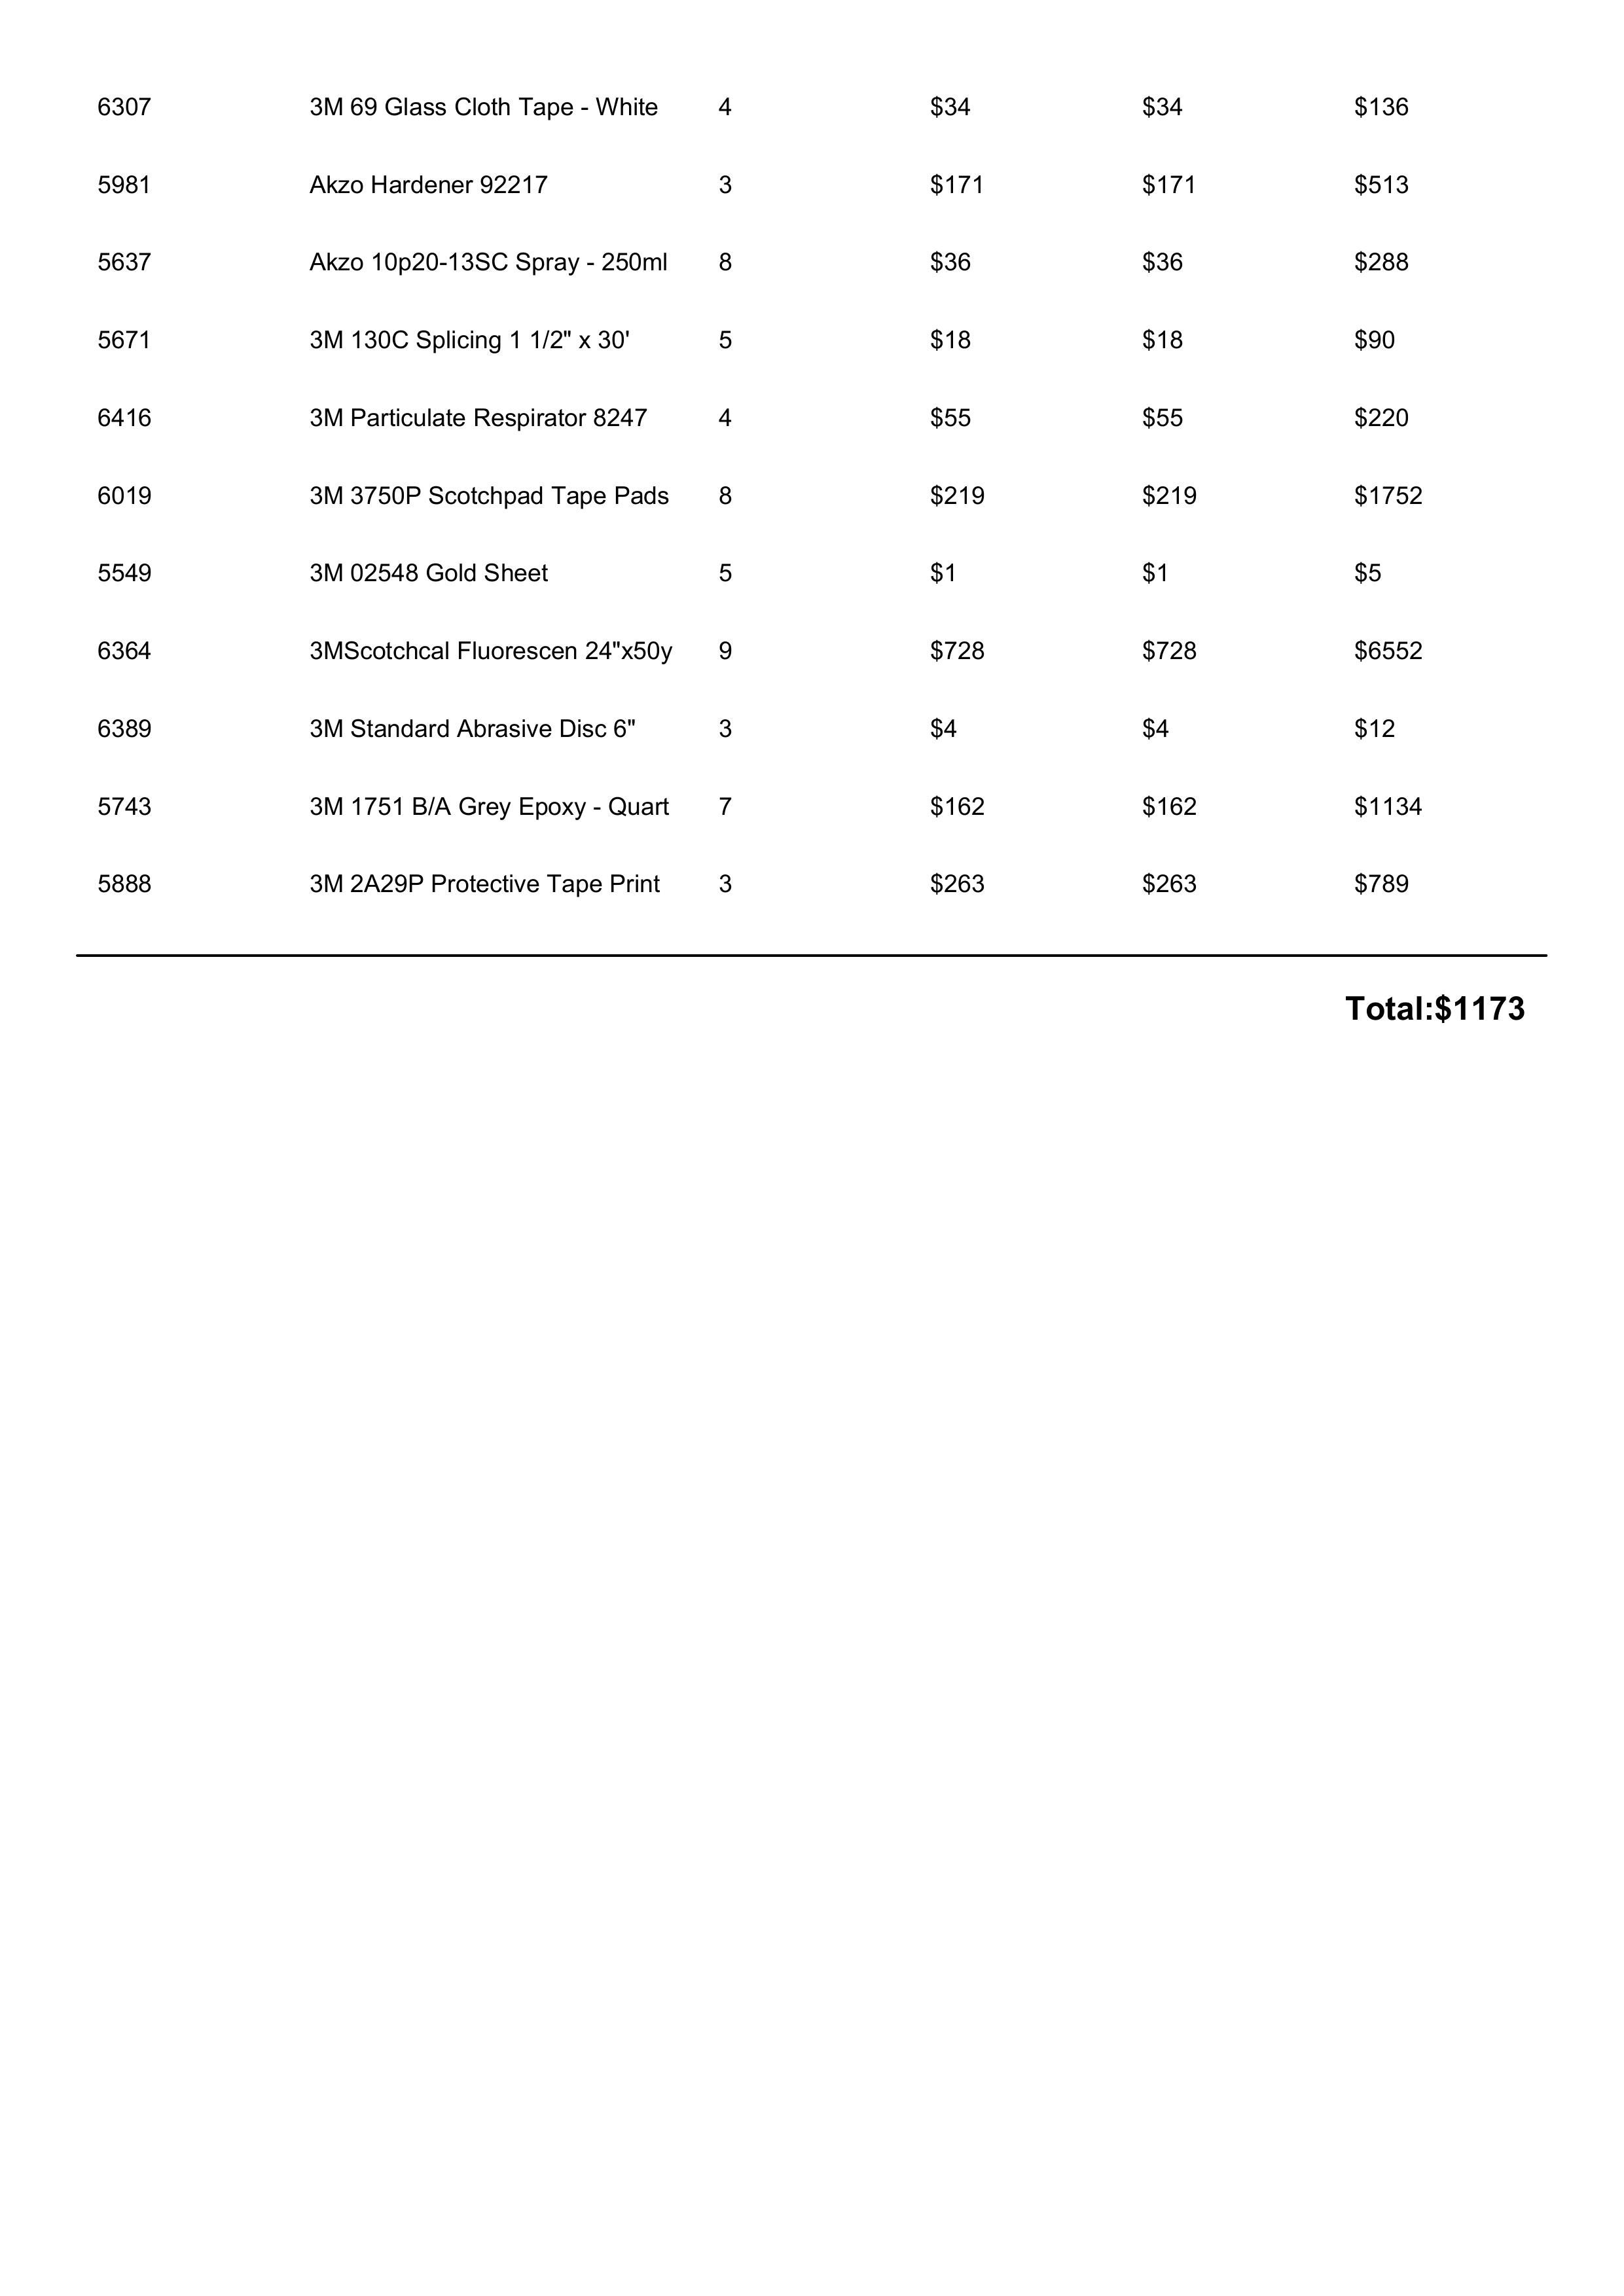 6307 3M 69 Glass Cloth Tape - White 4 $34 $34 $136
5981 Akzo Hardener 92217 3 $171 $171 $513
5637 Akzo 10p20-13SC Spray - 250ml 8 $36 $36 $288
5671 3M 130C Splicing 1 1/2" x 30' 5 $18 $18 $90
6416 3M Particulate Respirator 8247 4 $55 $55 $220
6019 3M 3750P Scotchpad Tape Pads 8 $219 $219 $1752
5549 3M 02548 Gold Sheet 5 $1 $1 $5
6364 3MScotchcal Fluorescen 24"x50y 9 $728 $728 $6552
6389 3M Standard Abrasive Disc 6" 3 $4 $4 $12
5743 3M 1751 B/A Grey Epoxy - Quart 7 $162 $162 $1134
5888 3M 2A29P Protective Tape Print 3 $263 $263 $789
Total:$1173